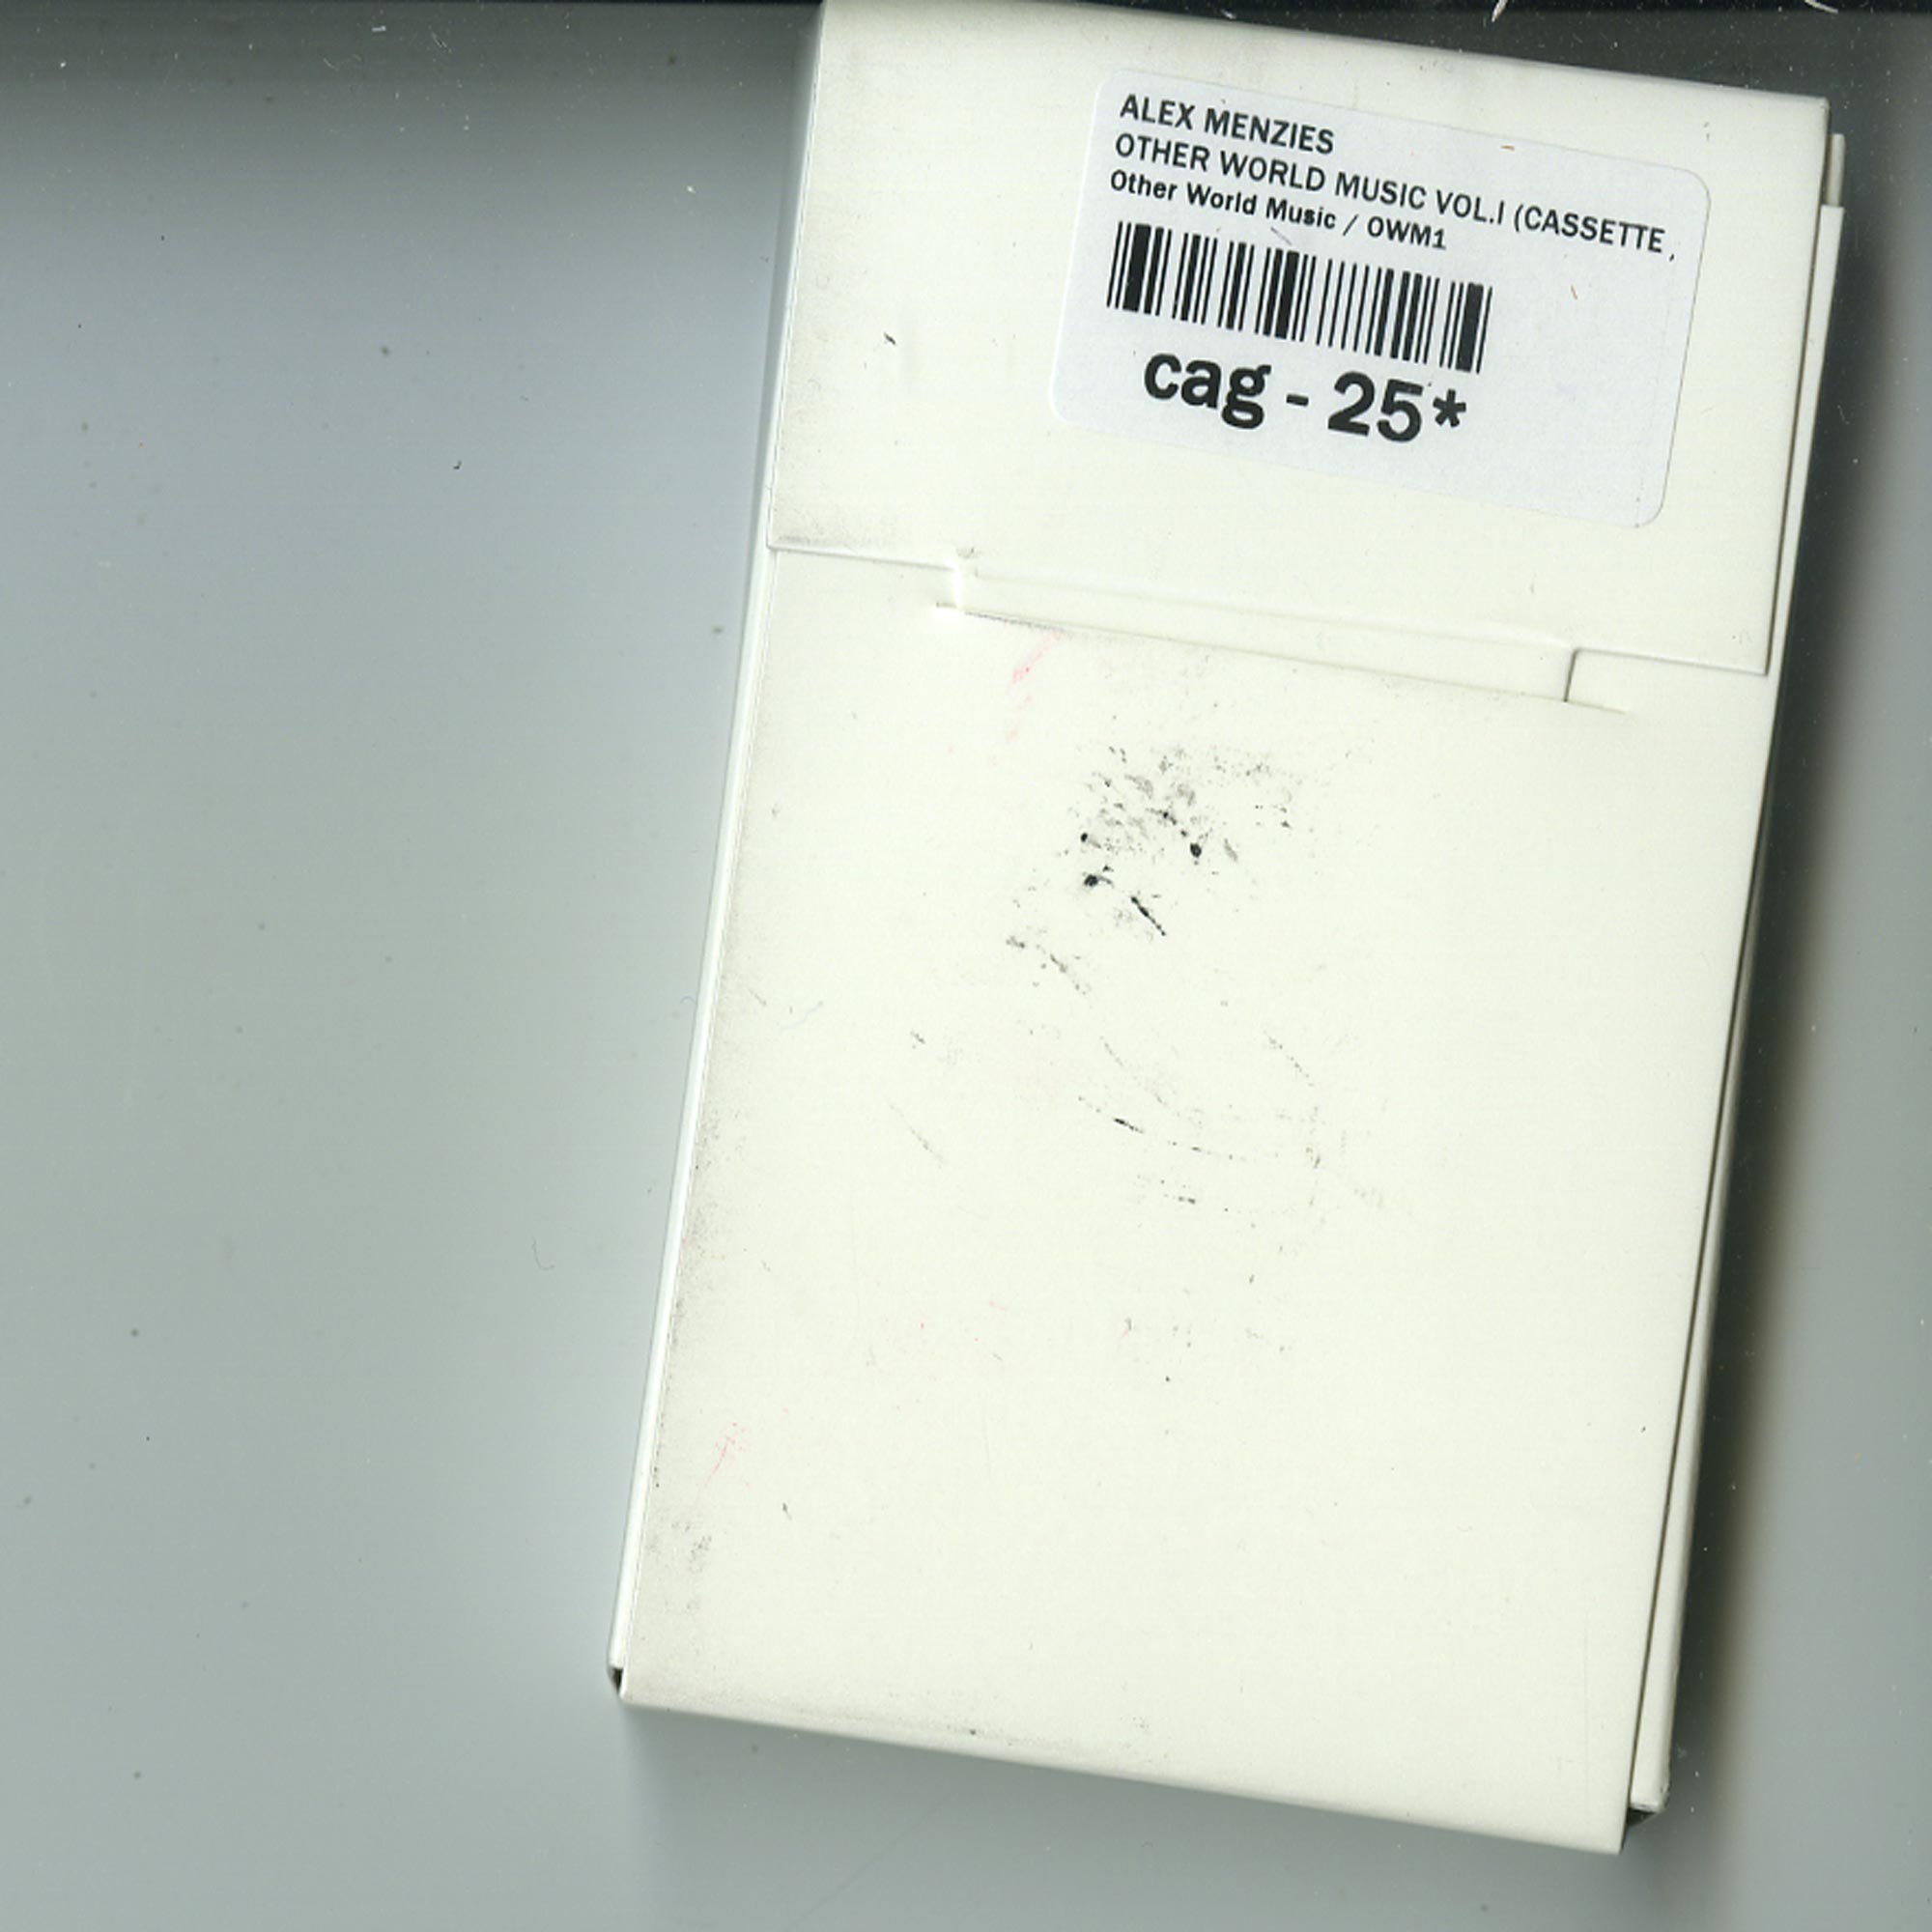 ALEX MENZIES
OTHER WORLD MUSIC VOL.I (CASSETTE ,
Other World Music / OWM1
cag - 25*